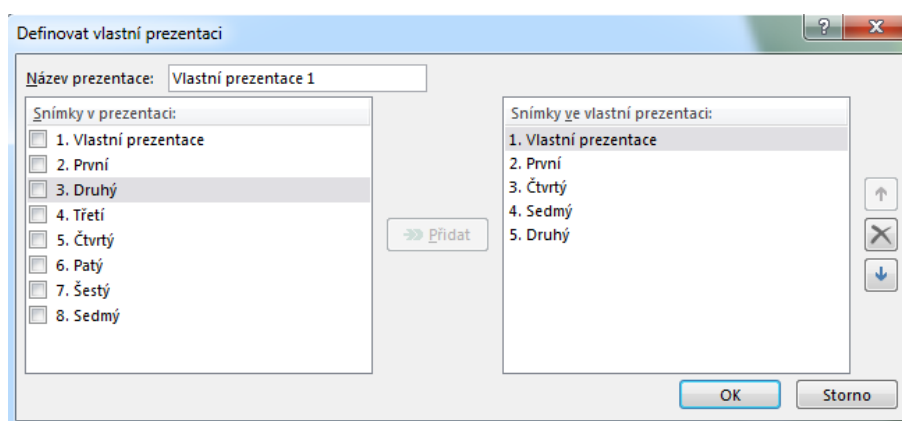 Definovat vlastní prezentaci
?
Název prezentace: Vlastní prezentace 1
Snímky v prezentaci:
1. Vlastní prezentace
2. První
3. Druhý
4. Třetí
5. Čtvrtý
6. Patý
7. Šestý
8. Sedmý
Přidat
Snímky ve vlastní prezentaci:
1. Vlastní prezentace
2. První
3. Čtvrtý
4. Sedmý
5. Druhý
OK
Storno